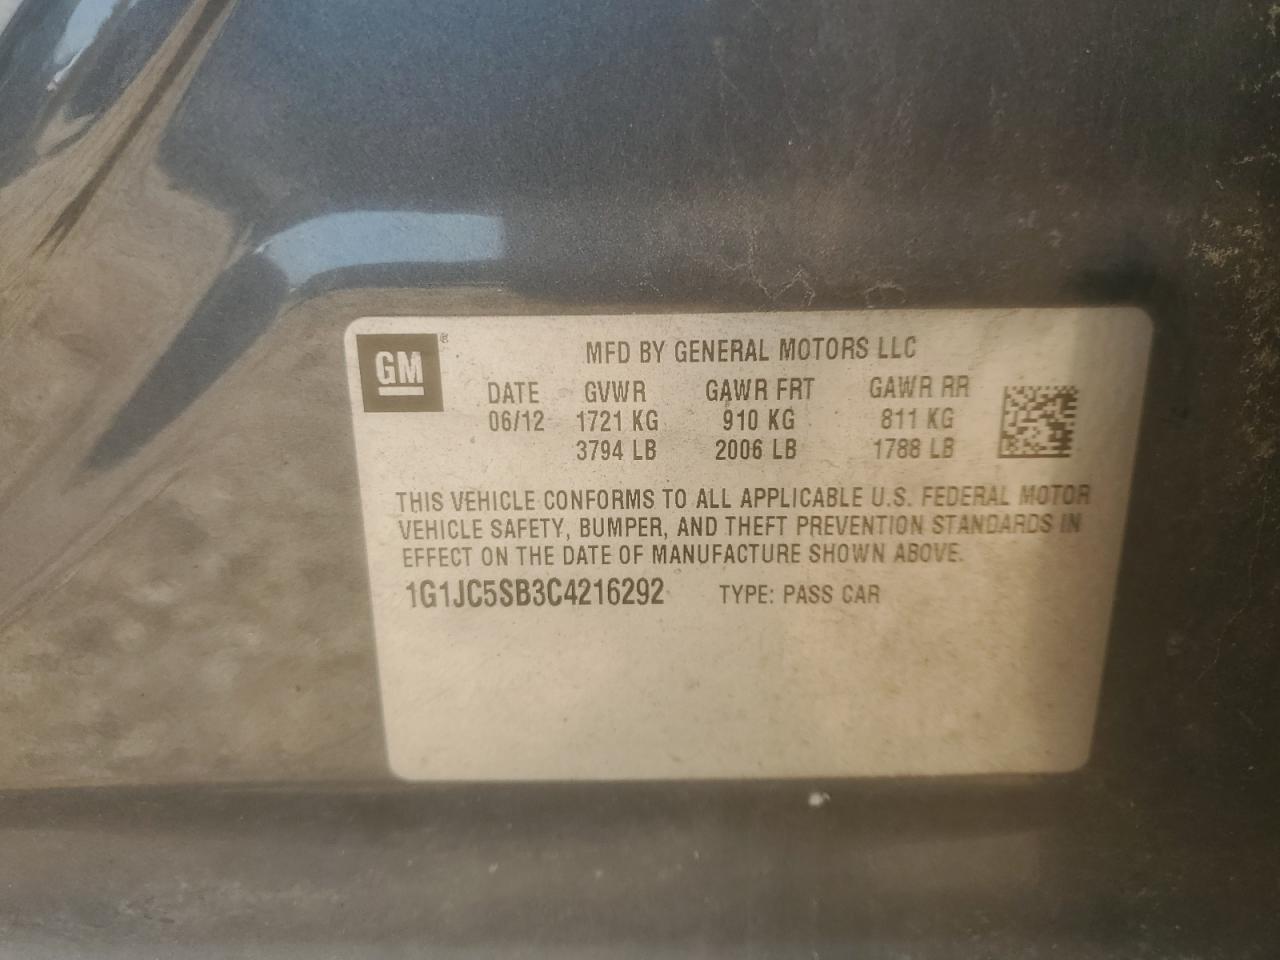 GM ®
MFD BY GENERAL MOTORS LLC
DATE GVWR GAWR FRT GAWR RR
06/12 1721 KG 910 KG 811 KG
3794 LB 2006 LB 1788 LB
THIS VEHICLE CONFORMS TO ALL APPLICABLE U.S. FEDERAL MOTOR
VEHICLE SAFETY, BUMPER, AND THEFT PREVENTION STANDARDS IN
EFFECT ON THE DATE OF MANUFACTURE SHOWN ABOVE.
1G1JC5SB3C4216292 TYPE: PASS CAR